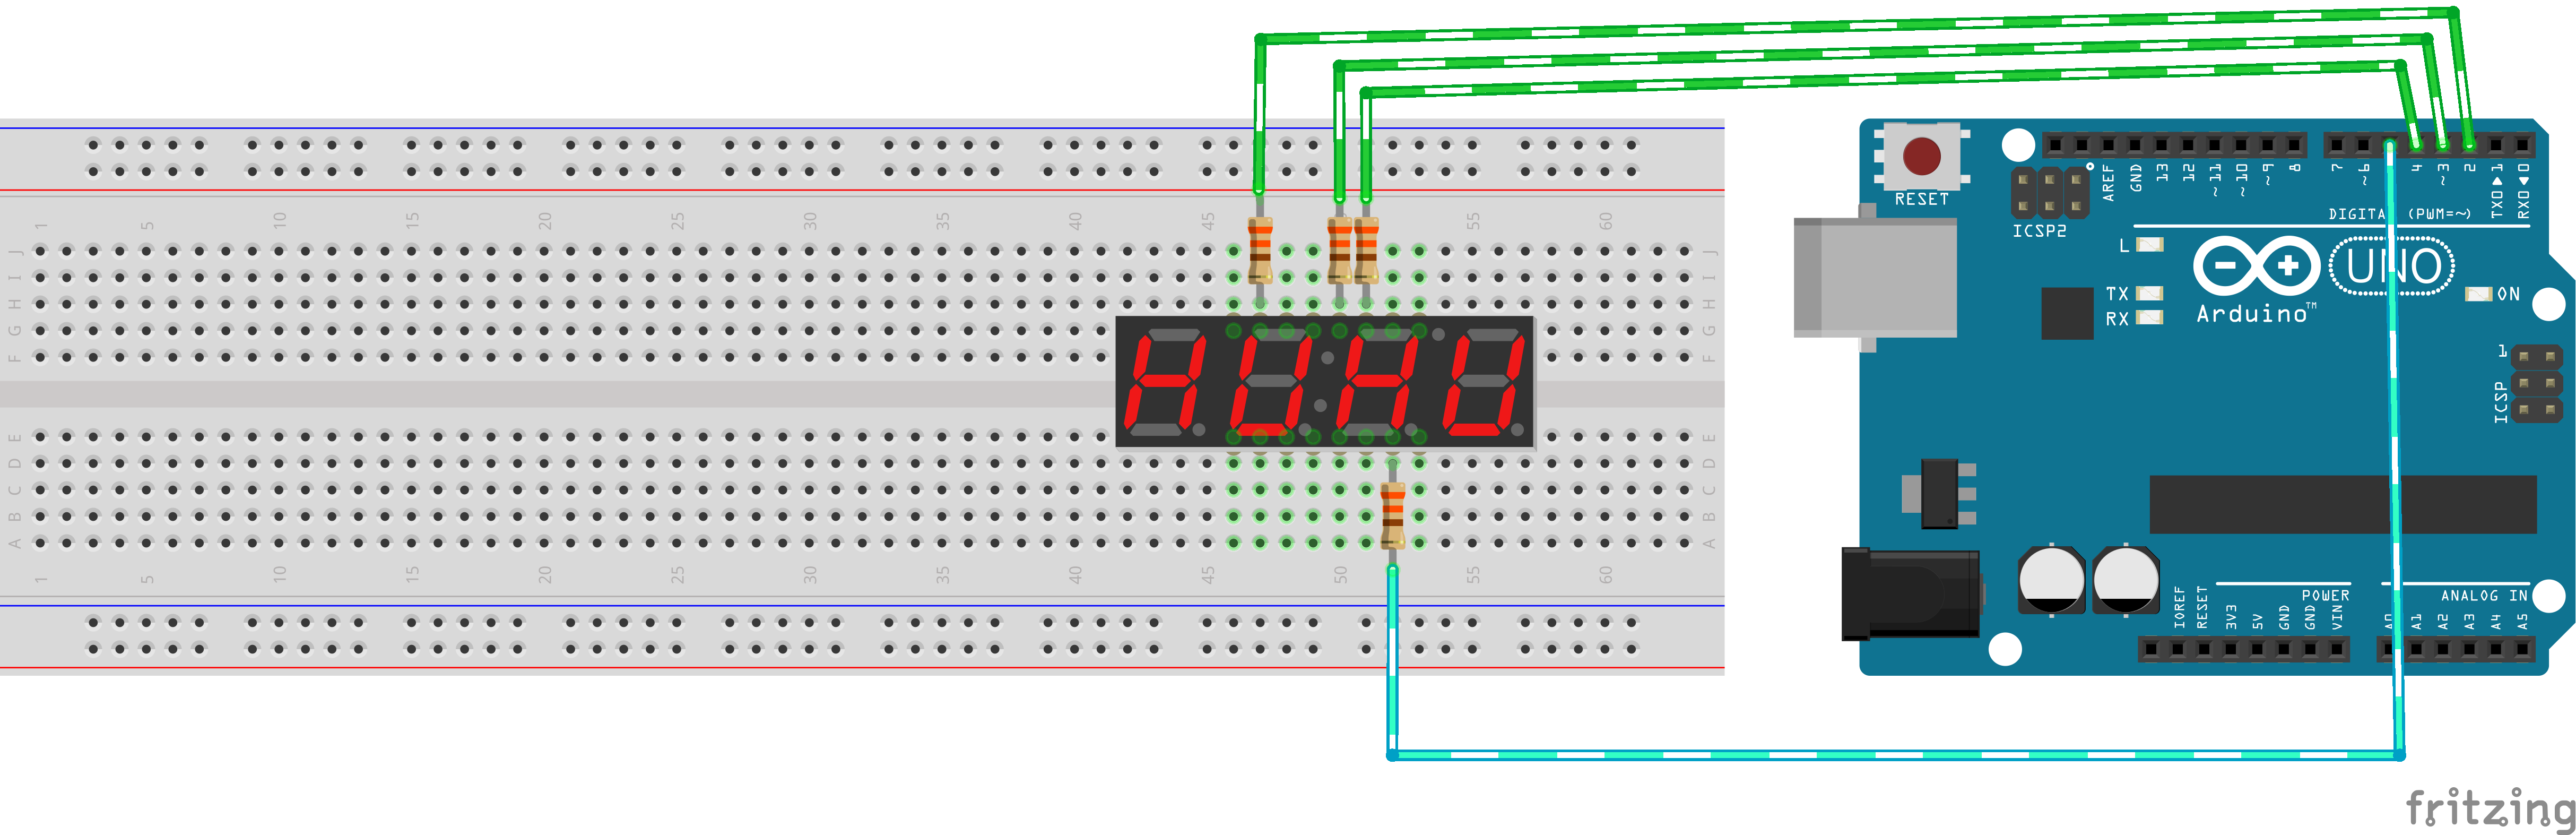 1 5 10 15 20 25 30 35 40 45 50 55 60
J J
I I
H H
G G
F F
E E
D D
C C
B B
A A
1 5 10 15 20 25 30 35 40 45 50 55 60
RESET
ICSP2
AREF
GND
13
12
~11
~10
~9
8
7
~6
4
~3
2
TX0▶1
RX0◀0
DIGITAL (PWM=~)
L
TX
RX
UNO
Arduino™
ON
1
ICSP
POWER
ANALOG IN
IOREF
RESET
3V3
5V
GND
GND
VIN
A0
A1
A2
A3
A4
A5
fritzing